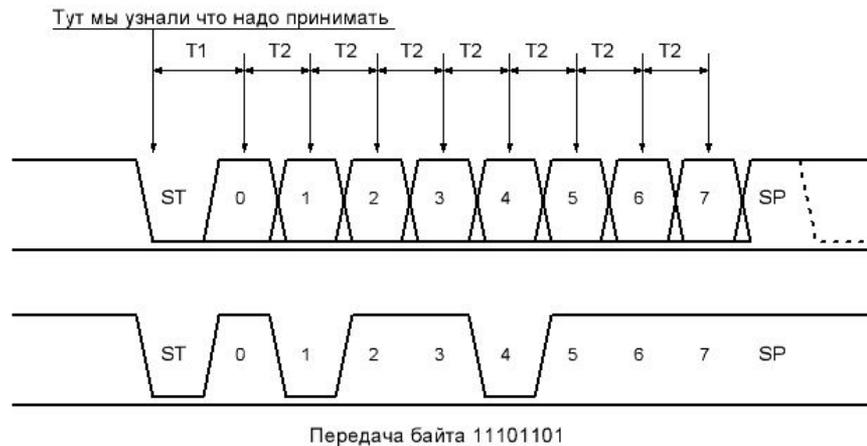 Тут мы узнали что надо принимать
T1 T2 T2 T2 T2 T2 T2 T2
ST 0 1 2 3 4 5 6 7 SP
ST 0 1 2 3 4 5 6 7 SP
Передача байта 11101101